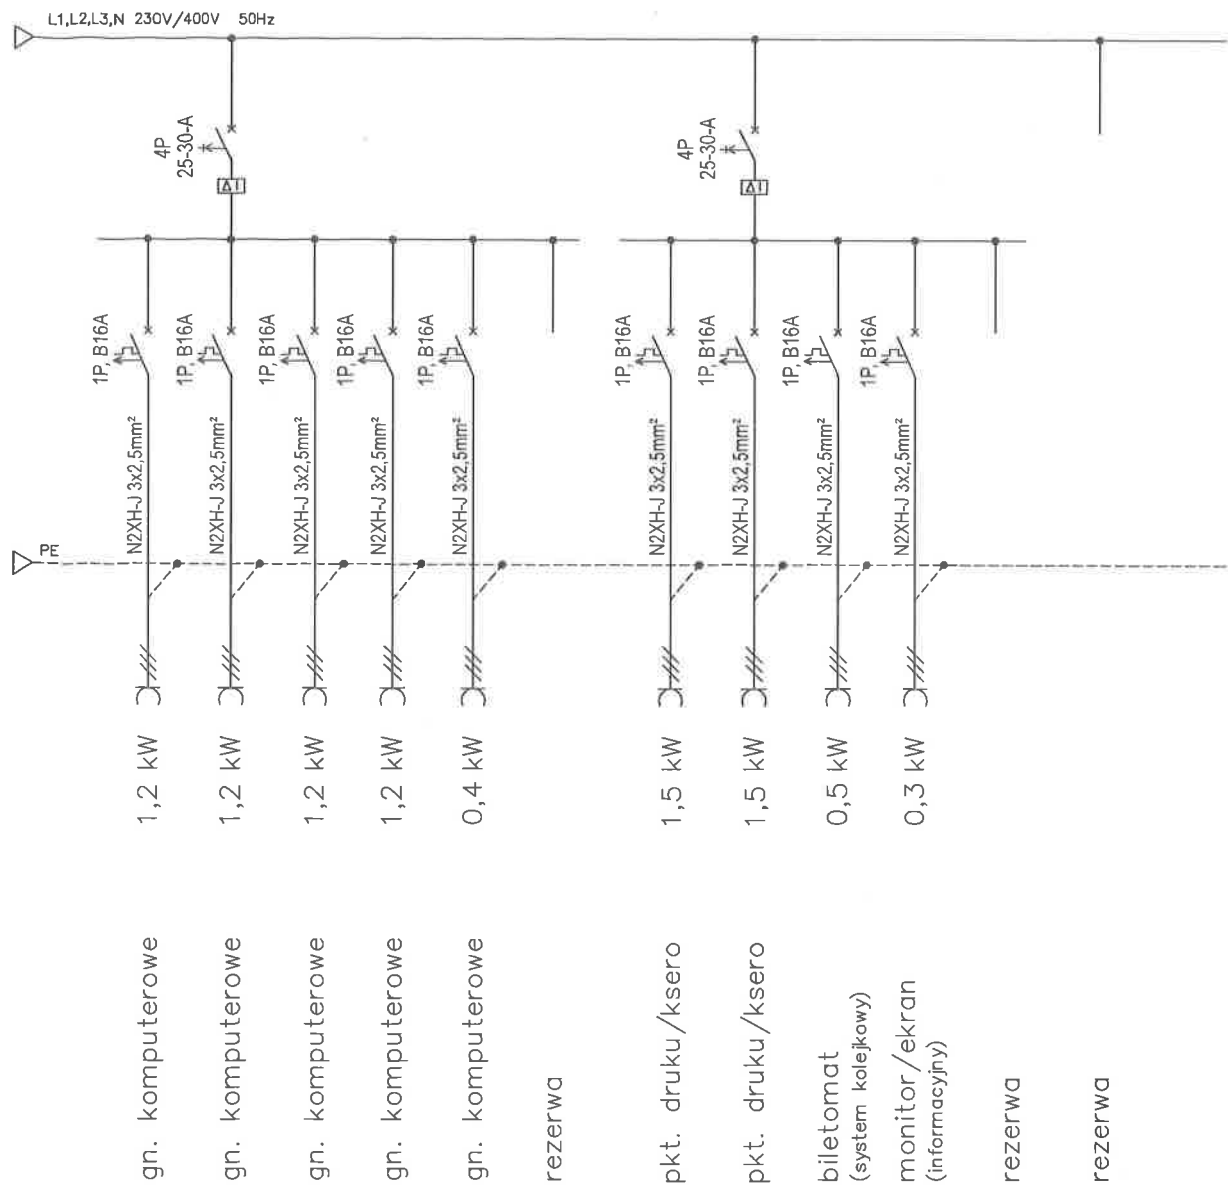 L1,L2,L3,N 230V/400V 50Hz
4P
25-30-A
ΔI
4P
25-30-A
ΔI
1P, B16A
1P, B16A
1P, B16A
1P, B16A
1P, B16A
1P, B16A
1P, B16A
1P, B16A
1P, B16A
N2XH-J 3x2,5mm²
N2XH-J 3x2,5mm²
N2XH-J 3x2,5mm²
N2XH-J 3x2,5mm²
N2XH-J 3x2,5mm²
N2XH-J 3x2,5mm²
N2XH-J 3x2,5mm²
N2XH-J 3x2,5mm²
N2XH-J 3x2,5mm²
PE
1,2 kW
1,2 kW
1,2 kW
1,2 kW
0,4 kW
1,5 kW
1,5 kW
0,5 kW
0,3 kW
gn. komputerowe
gn. komputerowe
gn. komputerowe
gn. komputerowe
gn. komputerowe
rezerwa
pkt. druku/ksero
pkt. druku/ksero
biletomat
(system kolejkowy)
monitor/ekran
(informacyjny)
rezerwa
rezerwa